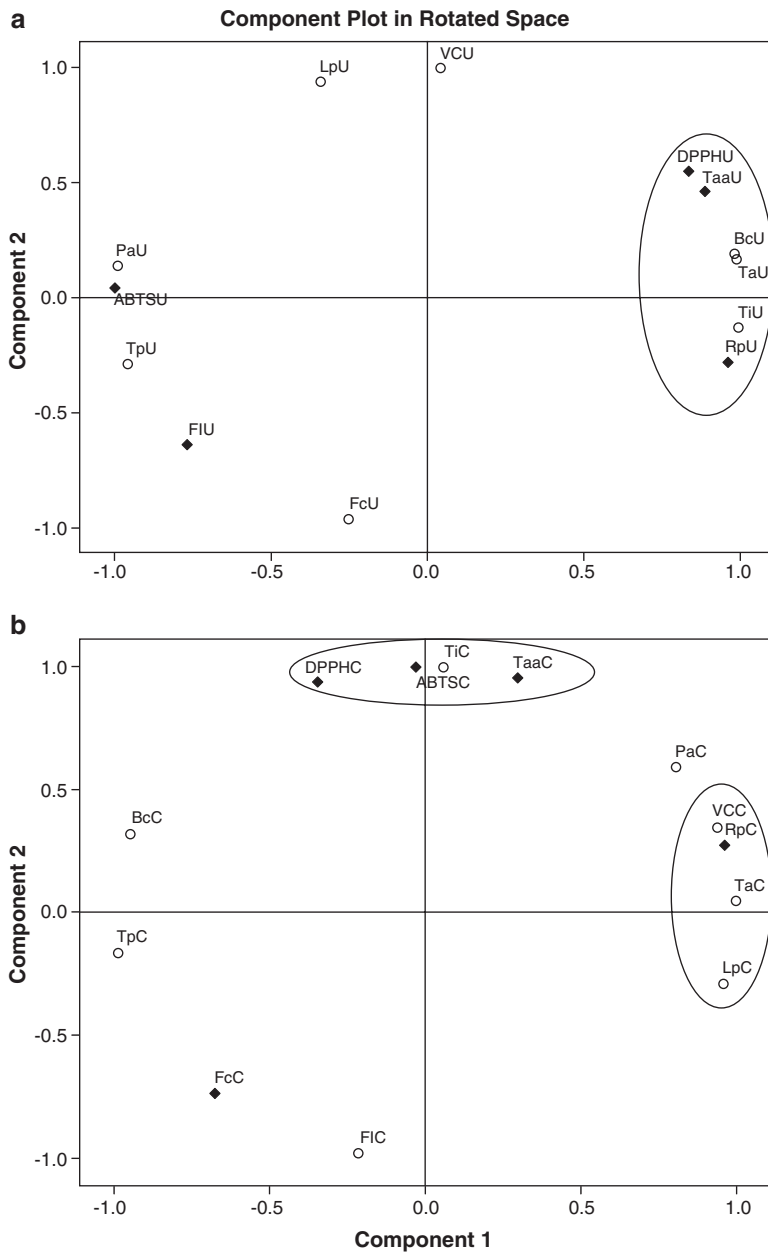 a
Component Plot in Rotated Space
Component 2
1.0
0.5
0.0
-0.5
-1.0
LpU
VCU
DPPHU
TaaU
BcU
TaU
PaU
ABTSU
TiU
TpU
RpU
FIU
FcU
-1.0 -0.5 0.0 0.5 1.0
b
Component 2
1.0
0.5
0.0
-0.5
-1.0
DPPHC
TiC
TaaC
ABTSC
PaC
BcC
VCC
RpC
TaC
TpC
LpC
FcC
FIC
-1.0 -0.5 0.0 0.5 1.0
Component 1